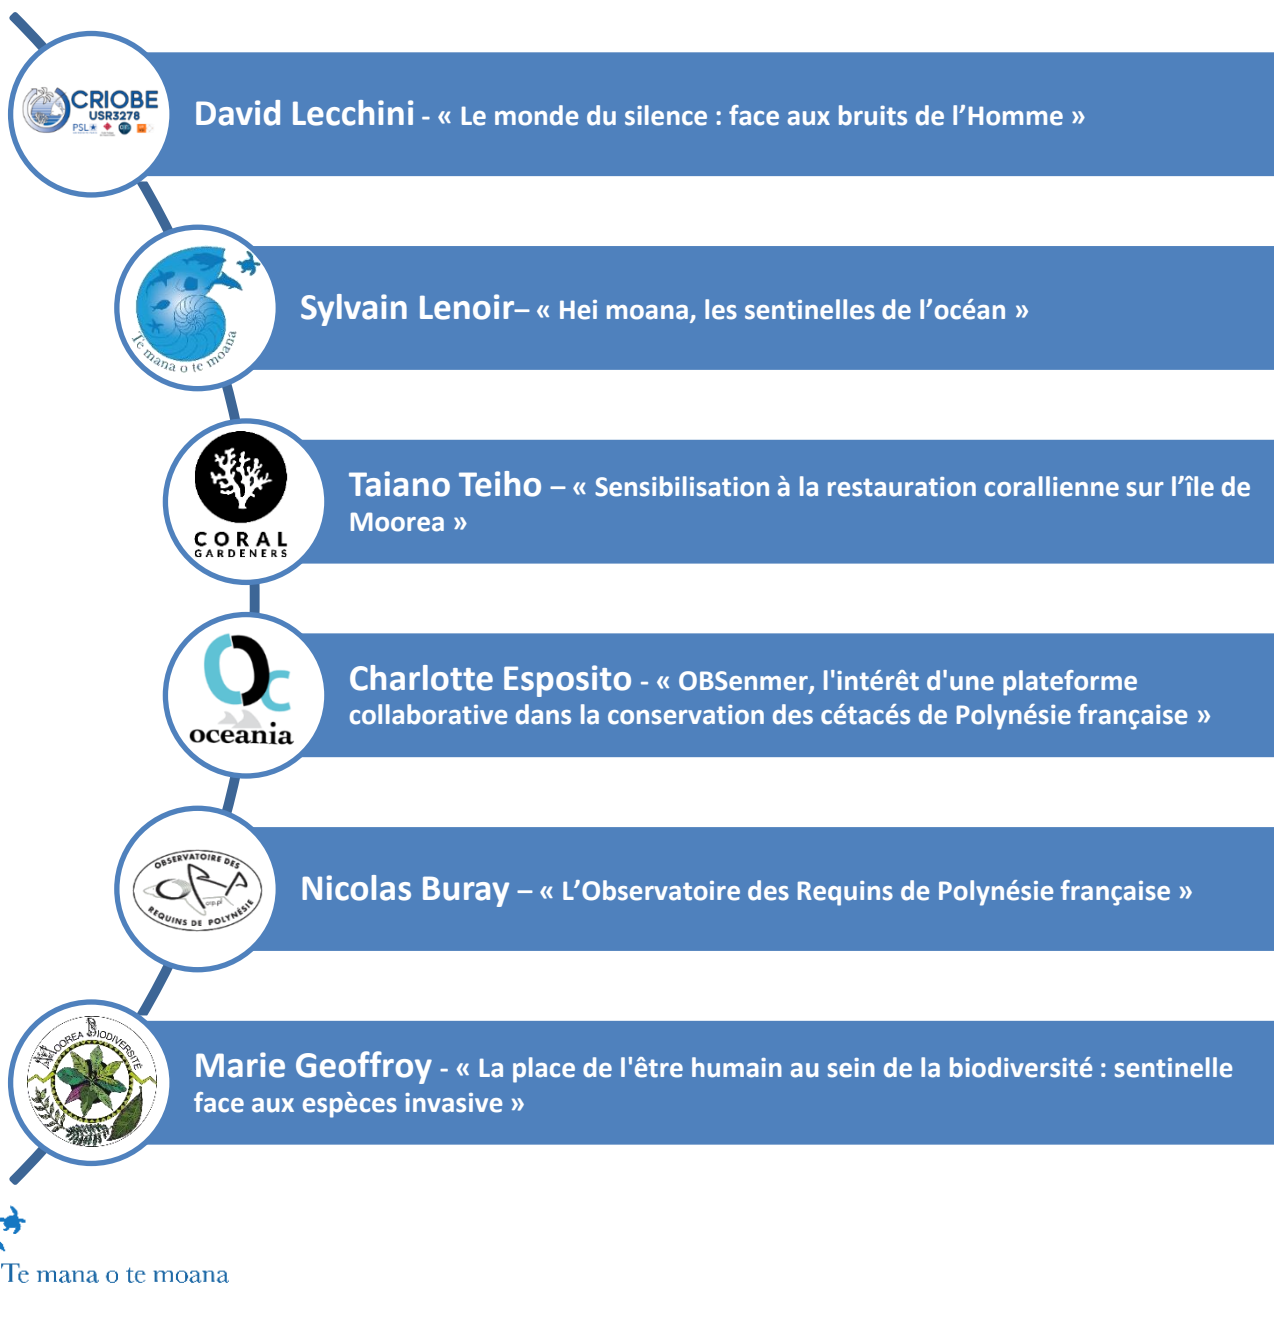 CRIOBE
USR3278
PSL
David Lecchini - « Le monde du silence : face aux bruits de l’Homme »
Te mana o te moana
Sylvain Lenoir– « Hei moana, les sentinelles de l’océan »
CORAL
GARDENERS
Taiano Teiho – « Sensibilisation à la restauration corallienne sur l’île de
Moorea »
oceania
Charlotte Esposito - « OBSenmer, l'intérêt d'une plateforme
collaborative dans la conservation des cétacés de Polynésie française »
OBSERVATOIRE DES
REQUINS DE POLYNÉSIE
Nicolas Buray – « L’Observatoire des Requins de Polynésie française »
MOOREA BIODIVERSITÉ
Marie Geoffroy - « La place de l'être humain au sein de la biodiversité : sentinelle
face aux espèces invasive »
Te mana o te moana